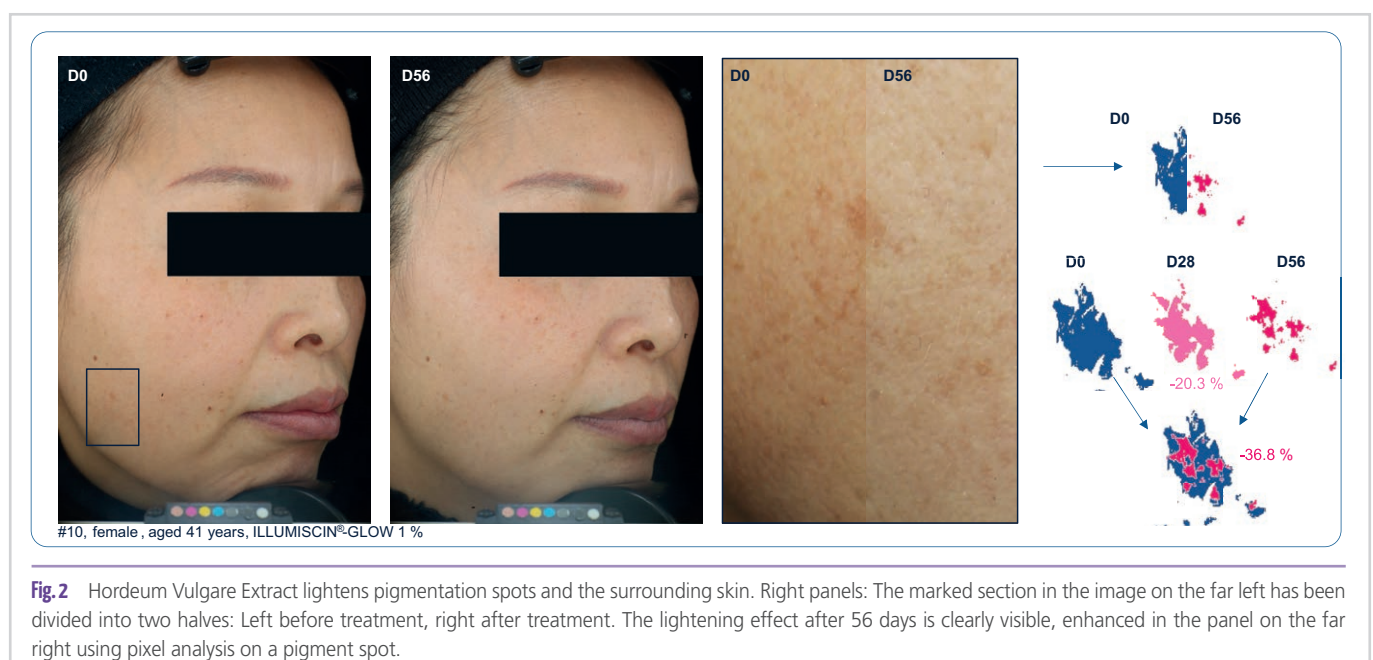 D0
D56
D0 D56
D0 D56
D0 D28 D56
-20.3 %
-36.8 %
#10, female , aged 41 years, ILLUMISCIN®-GLOW 1 %
Fig. 2 Hordeum Vulgare Extract lightens pigmentation spots and the surrounding skin. Right panels: The marked section in the image on the far left has been
divided into two halves: Left before treatment, right after treatment. The lightening effect after 56 days is clearly visible, enhanced in the panel on the far
right using pixel analysis on a pigment spot.